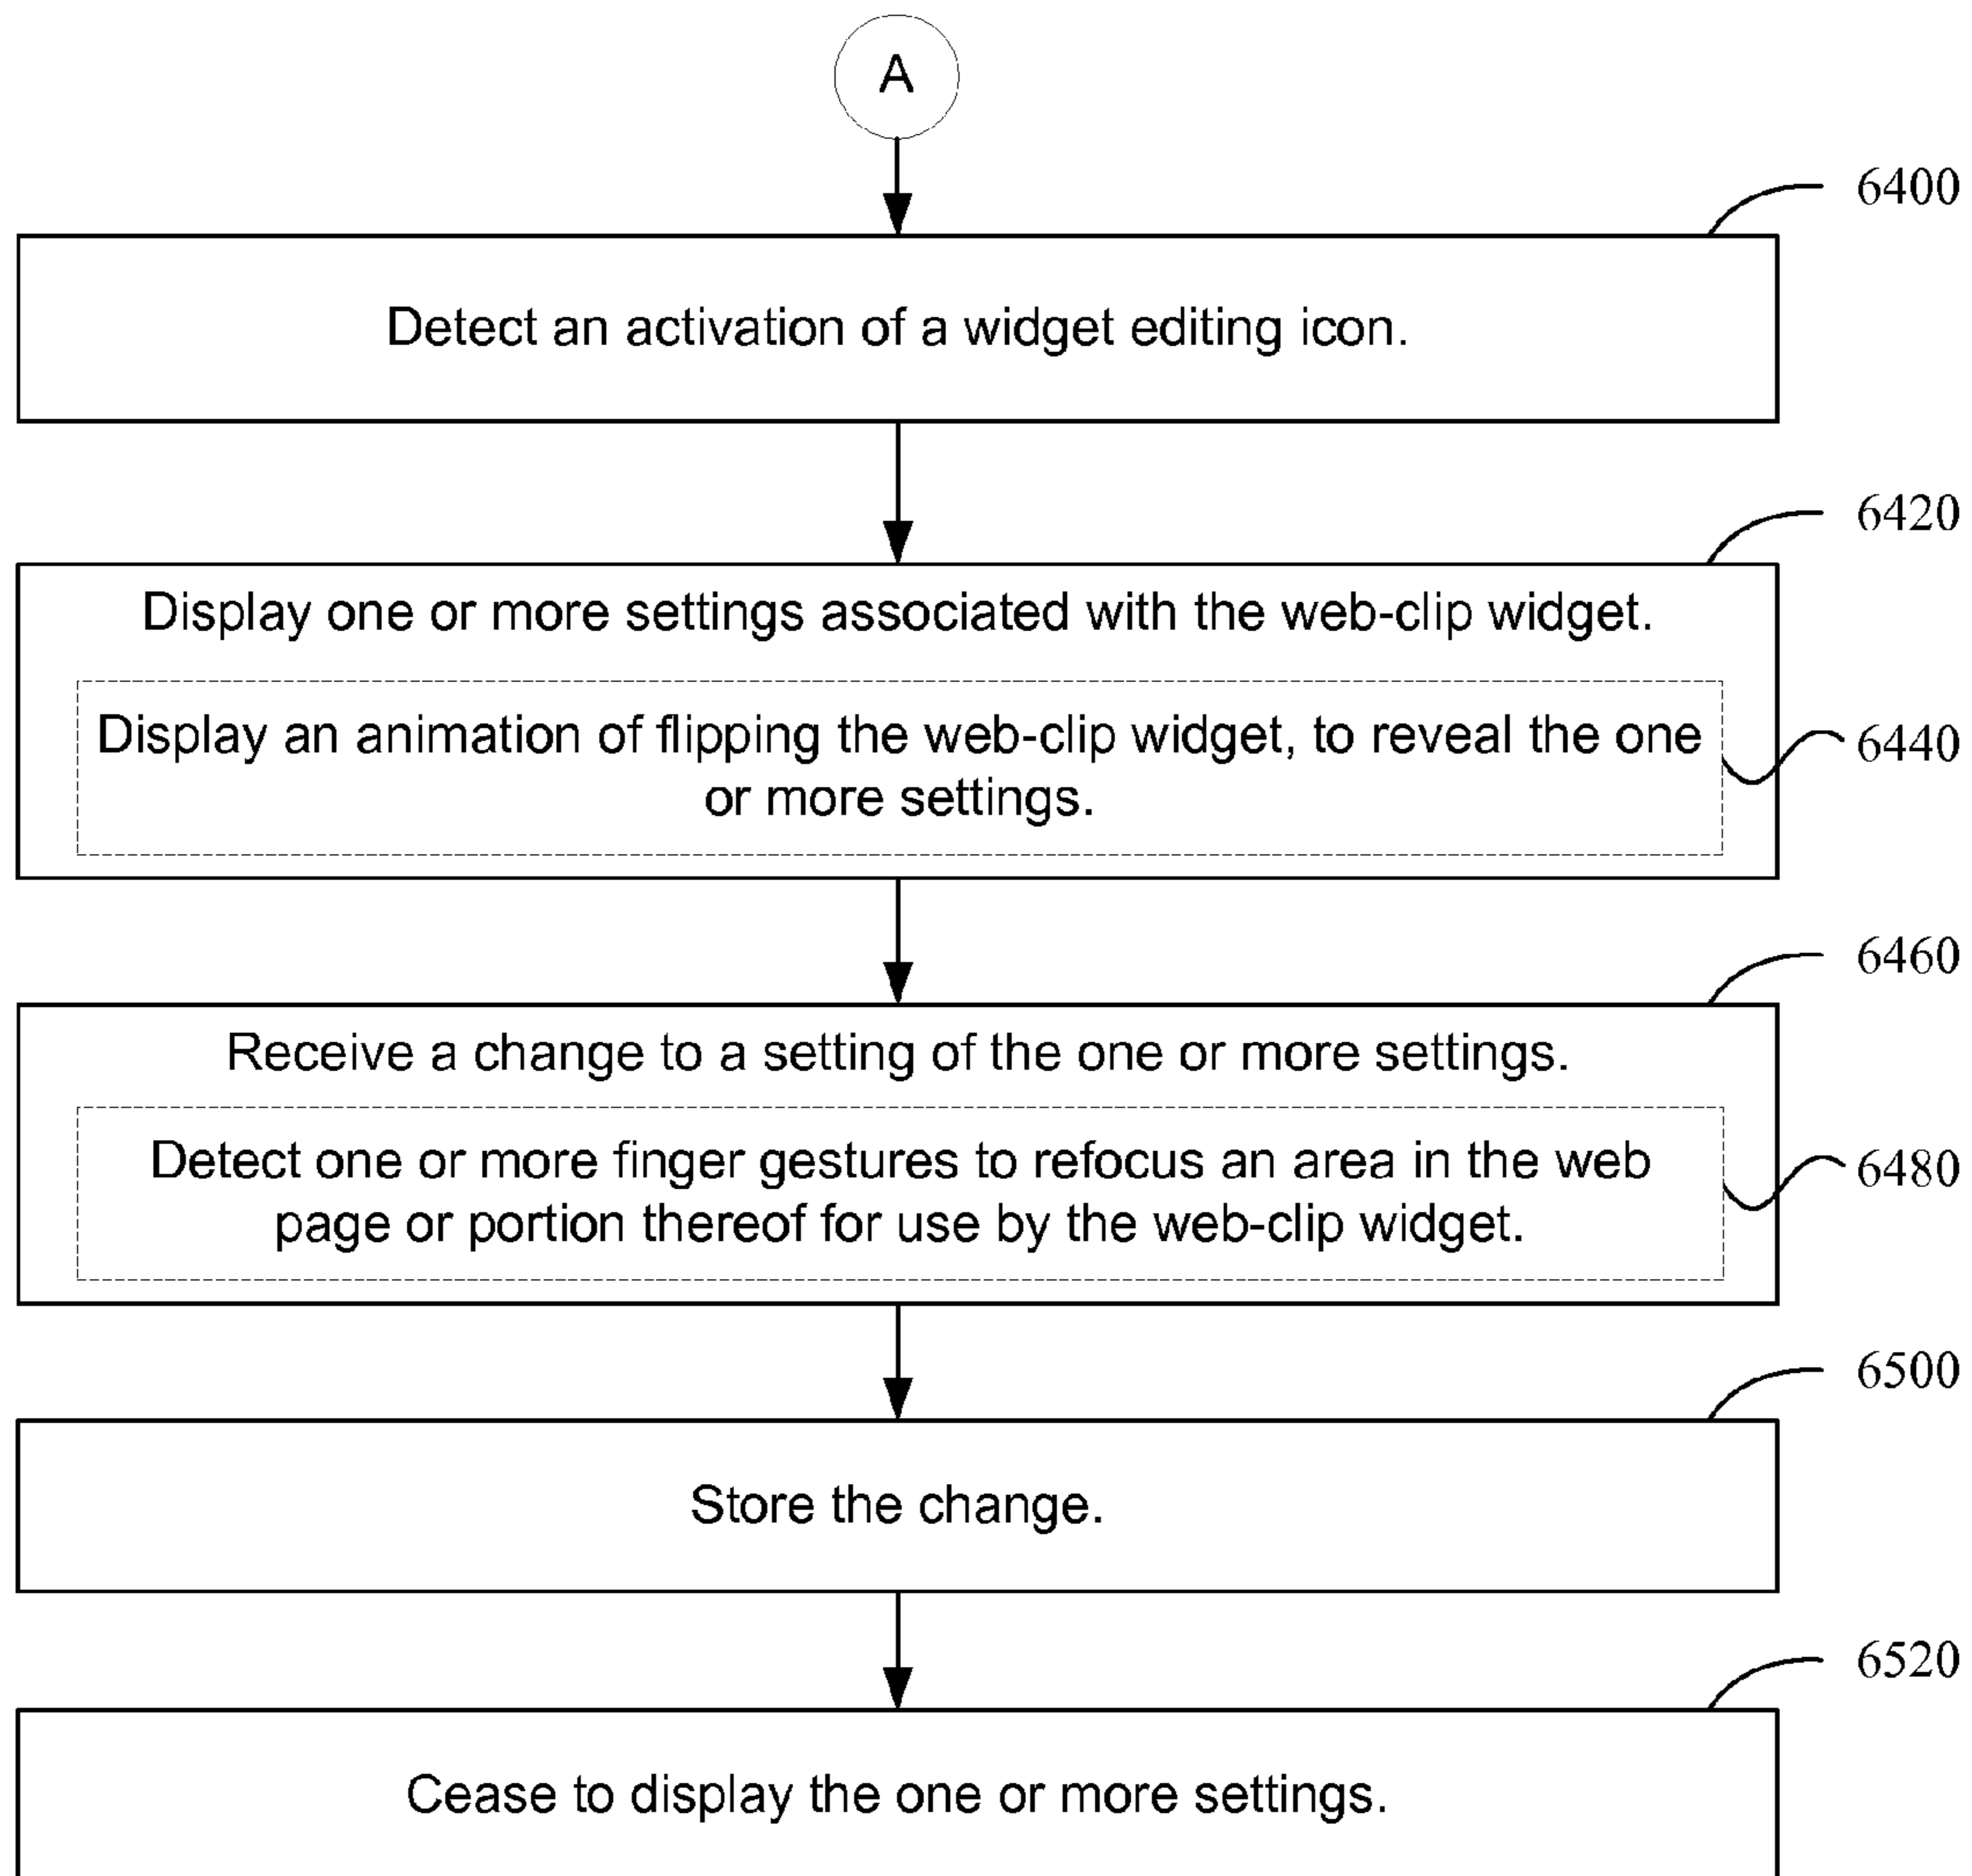 A
6400
Detect an activation of a widget editing icon.
6420
Display one or more settings associated with the web-clip widget.
Display an animation of flipping the web-clip widget, to reveal the one
or more settings.
6440
6460
Receive a change to a setting of the one or more settings.
Detect one or more finger gestures to refocus an area in the web
page or portion thereof for use by the web-clip widget.
6480
6500
Store the change.
6520
Cease to display the one or more settings.